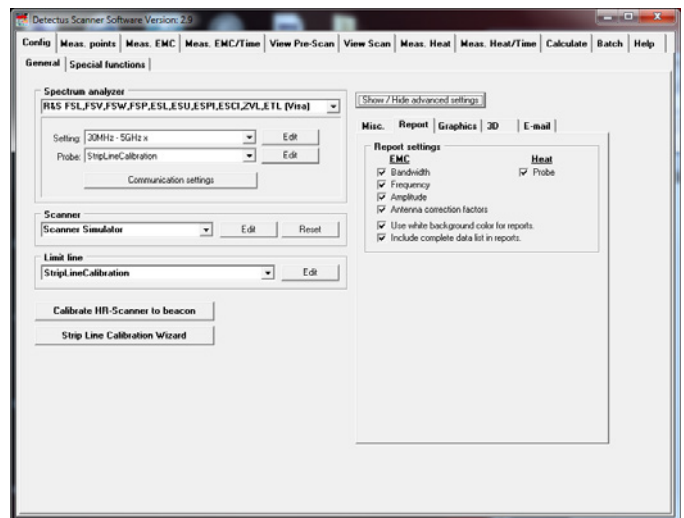 Detectus Scanner Software Version: 2.9
Config Meas. points Meas. EMC Meas. EMC/Time View Pre-Scan View Scan Meas. Heat Meas. Heat/Time Calculate Batch Help
General Special functions
Spectrum analyzer
R&S FSL,FSV,FSW,FSP,ESL,ESU,ESPI,ESCI,ZVL,ETL (Visa)
Setting: 30MHz - 5GHz x Edit
Probe: StripLineCalibration Edit
Communication settings
Scanner
Scanner Simulator Edit Reset
Limit line
StripLineCalibration Edit
Calibrate HR-Scanner to beacon
Strip Line Calibration Wizard
Show / Hide advanced settings
Misc. Report Graphics 3D E-mail
Report settings
EMC Heat
Bandwidth Probe
Frequency
Amplitude
Antenna correction factors
Use white background color for reports.
Include complete data list in reports.